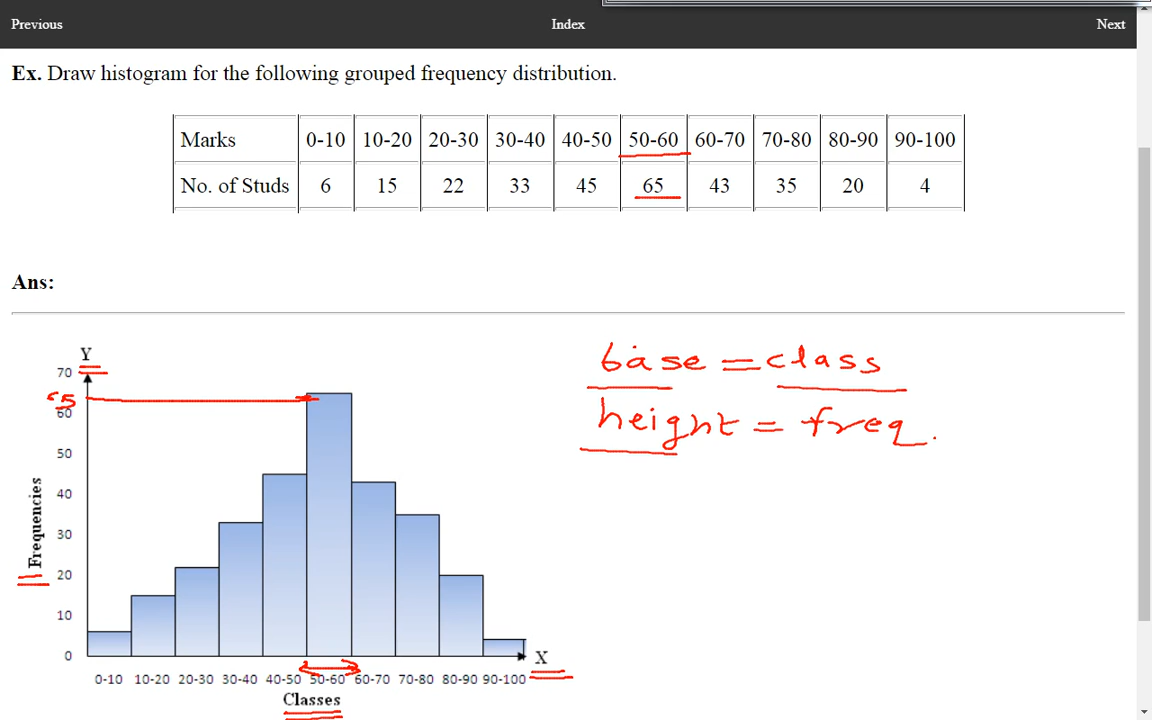 Previous Index Next
Ex. Draw histogram for the following grouped frequency distribution.
Marks 0-10 10-20 20-30 30-40 40-50 50-60 60-70 70-80 80-90 90-100
No. of Studs 6 15 22 33 45 65 43 35 20 4
Ans:
base = class
height = freq.
Y
70
65
60
50
40
30
20
10
0
Frequencies
X
0-10 10-20 20-30 30-40 40-50 50-60 60-70 70-80 80-90 90-100
Classes